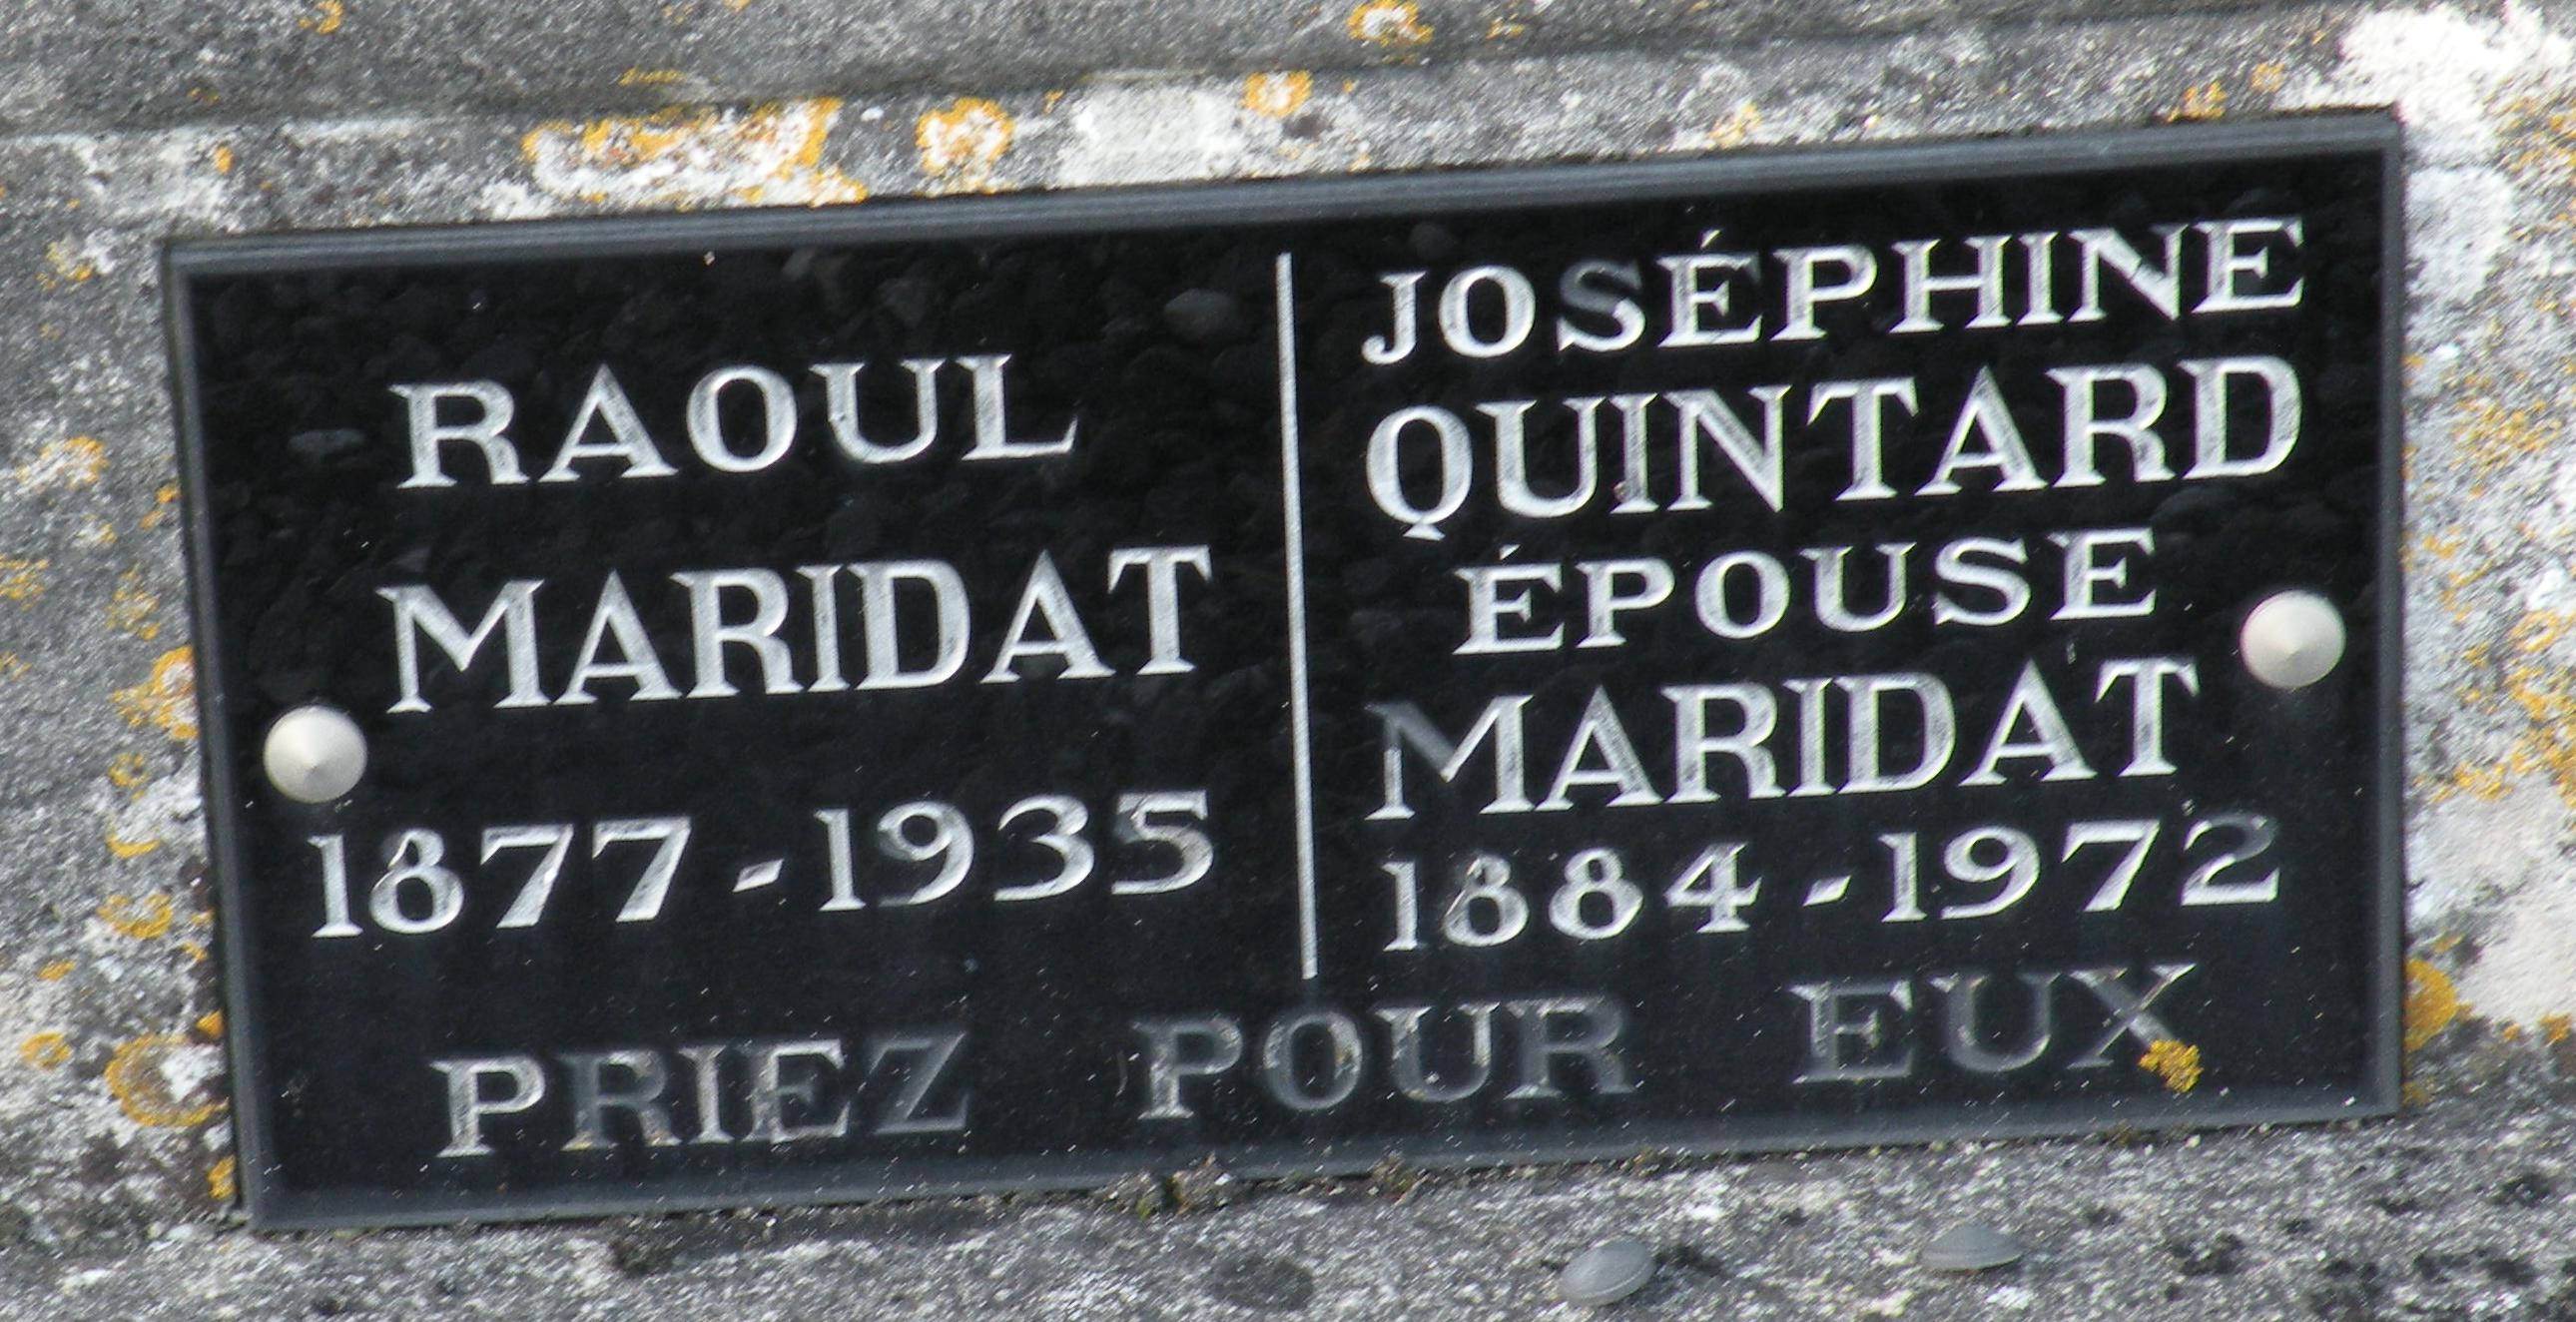 RAOUL
MARIDAT
1877-1935
JOSÉPHINE
QUINTARD
ÉPOUSE
MARIDAT
1884-1972
PRIEZ POUR EUX